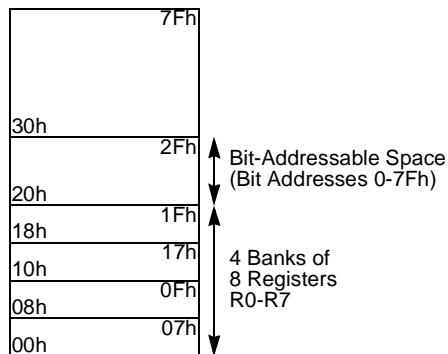 7Fh
30h
2Fh
Bit-Addressable Space
(Bit Addresses 0-7Fh)
20h
1Fh
18h
17h
4 Banks of
8 Registers
R0-R7
10h
0Fh
08h
07h
00h